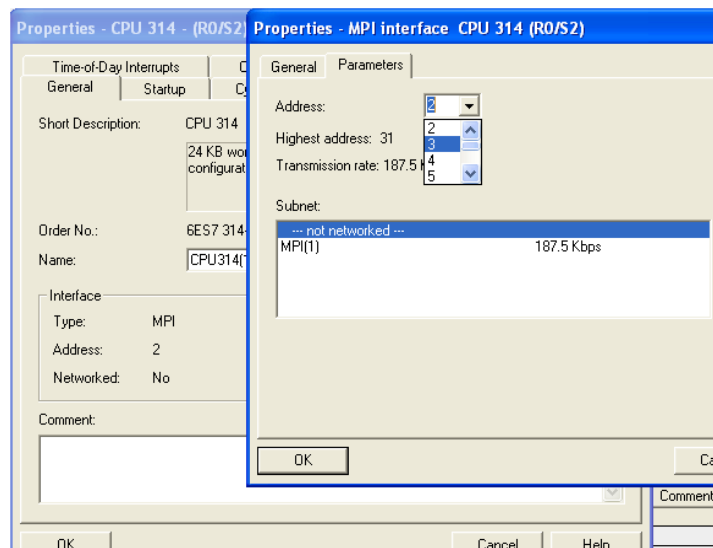 Properties - CPU 314 - (R0/S2)
Time-of-Day Interrupts
General
Startup
Short Description:
CPU 314
24 KB
Order No.:
6ES7 314-
Name:
CPU314(
Interface
Type:
MPI
Address:
2
Networked:
No
Comment:
OK
Cancel
Help
Properties - MPI interface CPU 314 (R0/S2)
General
Parameters
Address:
2
2
3
4
5
Highest address: 31
Transmission rate: 187.5
Subnet:
--- not networked ---
MPI(1)
187.5 Kbps
OK
Comment